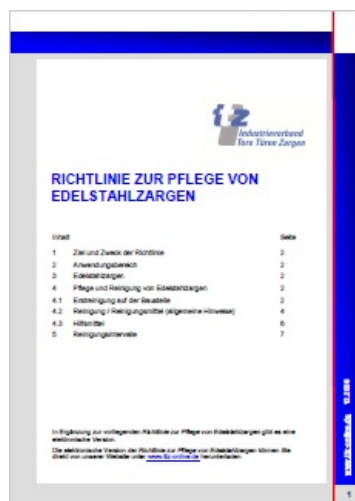 ttz
Industrieverband
Tore Türen Zargen
RICHTLINIE ZUR PFLEGE VON
EDELSTAHLZARGEN
Inhalt Seite
1 Ziel und Zweck der Richtlinie 2
2 Anwendungsbereich 2
3 Edelstahlzargen 2
4 Pflege und Reinigung von Edelstahlzargen 2
4.1 Erstreinigung auf der Baustelle 2
4.2 Reinigung / Reinigungsmittel (allgemeine Hinweise) 4
4.3 Hilfsmittel 6
5 Reinigungsintervalle 7
In Ergänzung zur vorliegenden Richtlinie zur Pflege von Edelstahlzargen gibt es eine
elektronische Version.
Die elektronische Version der Richtlinie zur Pflege von Edelstahlzargen können Sie
direkt von unserer Website unter www.ttz-online.de herunterladen.
www.ttz-online.de